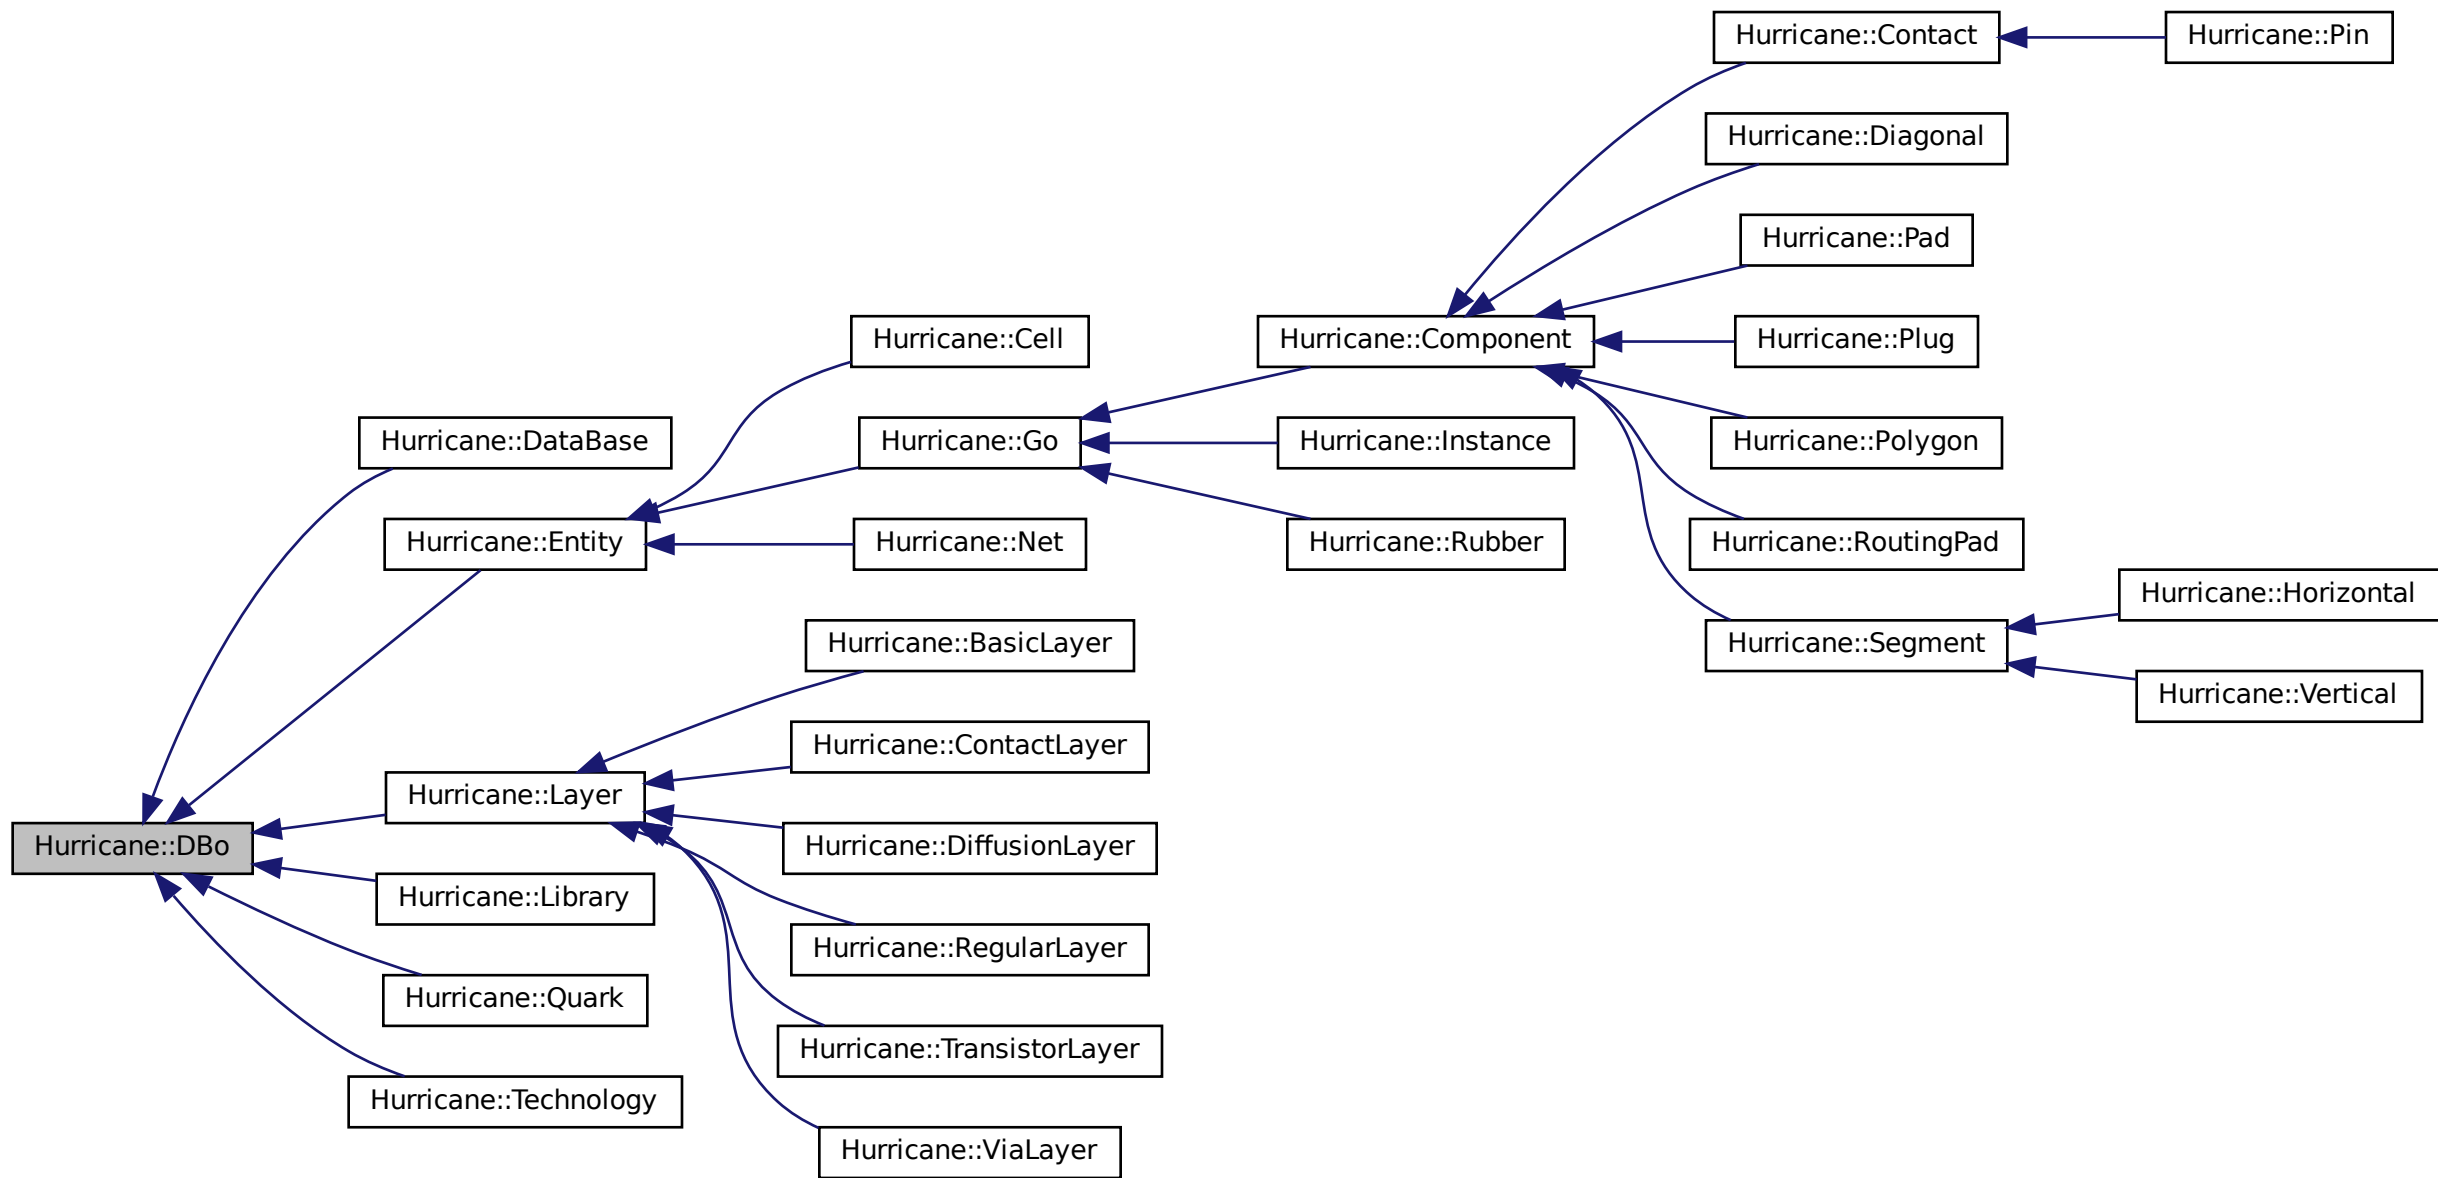 Hurricane::Contact
Hurricane::Pin
Hurricane::Diagonal
Hurricane::Pad
Hurricane::Cell
Hurricane::Component
Hurricane::Plug
Hurricane::DataBase
Hurricane::Go
Hurricane::Instance
Hurricane::Polygon
Hurricane::Entity
Hurricane::Net
Hurricane::Rubber
Hurricane::RoutingPad
Hurricane::Horizontal
Hurricane::BasicLayer
Hurricane::Segment
Hurricane::Vertical
Hurricane::ContactLayer
Hurricane::Layer
Hurricane::DBo
Hurricane::DiffusionLayer
Hurricane::Library
Hurricane::RegularLayer
Hurricane::Quark
Hurricane::TransistorLayer
Hurricane::Technology
Hurricane::ViaLayer